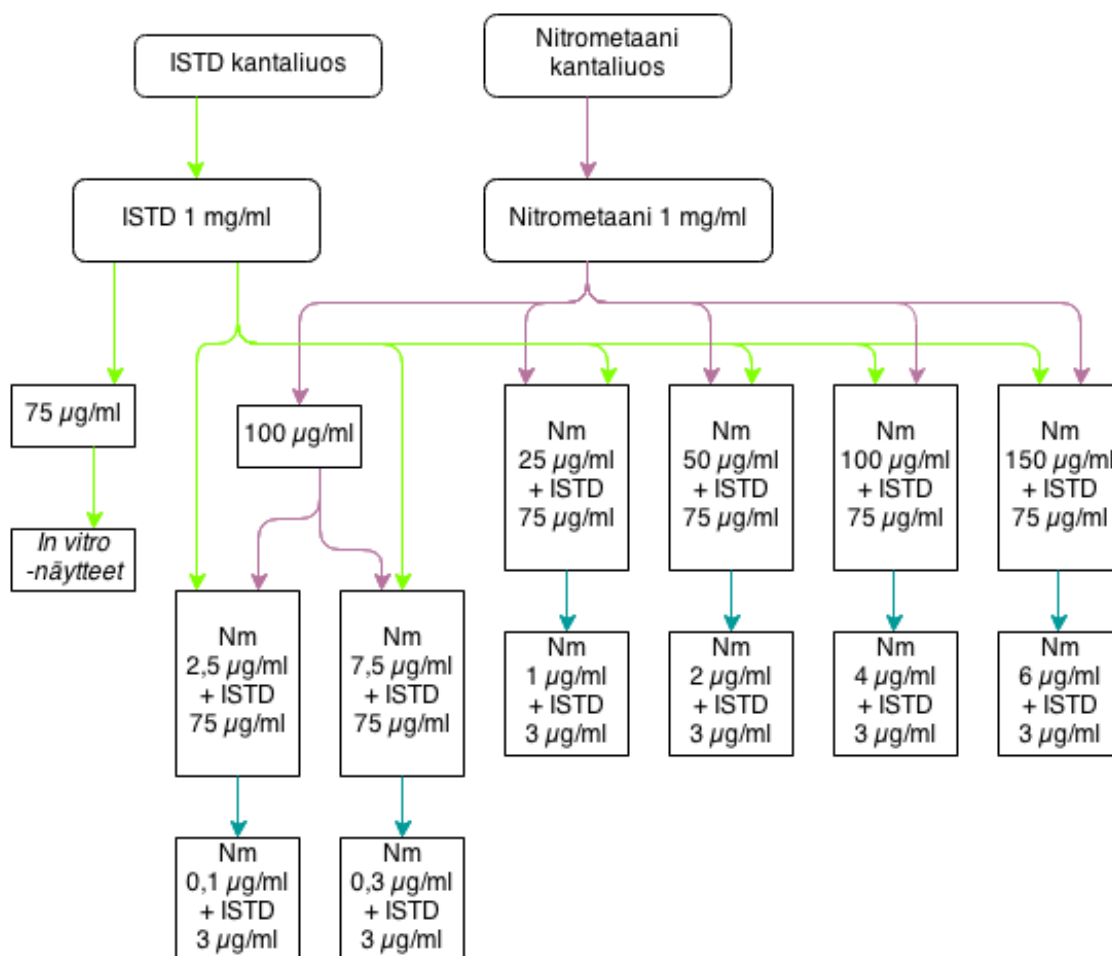 ISTD kantaliuos
Nitrometaani
kantaliuos
ISTD 1 mg/ml
Nitrometaani 1 mg/ml
75 µg/ml
100 µg/ml
Nm
25 µg/ml
+ ISTD
75 µg/ml
Nm
50 µg/ml
+ ISTD
75 µg/ml
Nm
100 µg/ml
+ ISTD
75 µg/ml
Nm
150 µg/ml
+ ISTD
75 µg/ml
In vitro
-näytteet
Nm
2,5 µg/ml
+ ISTD
75 µg/ml
Nm
7,5 µg/ml
+ ISTD
75 µg/ml
Nm
1 µg/ml
+ ISTD
3 µg/ml
Nm
2 µg/ml
+ ISTD
3 µg/ml
Nm
4 µg/ml
+ ISTD
3 µg/ml
Nm
6 µg/ml
+ ISTD
3 µg/ml
Nm
0,1 µg/ml
+ ISTD
3 µg/ml
Nm
0,3 µg/ml
+ ISTD
3 µg/ml